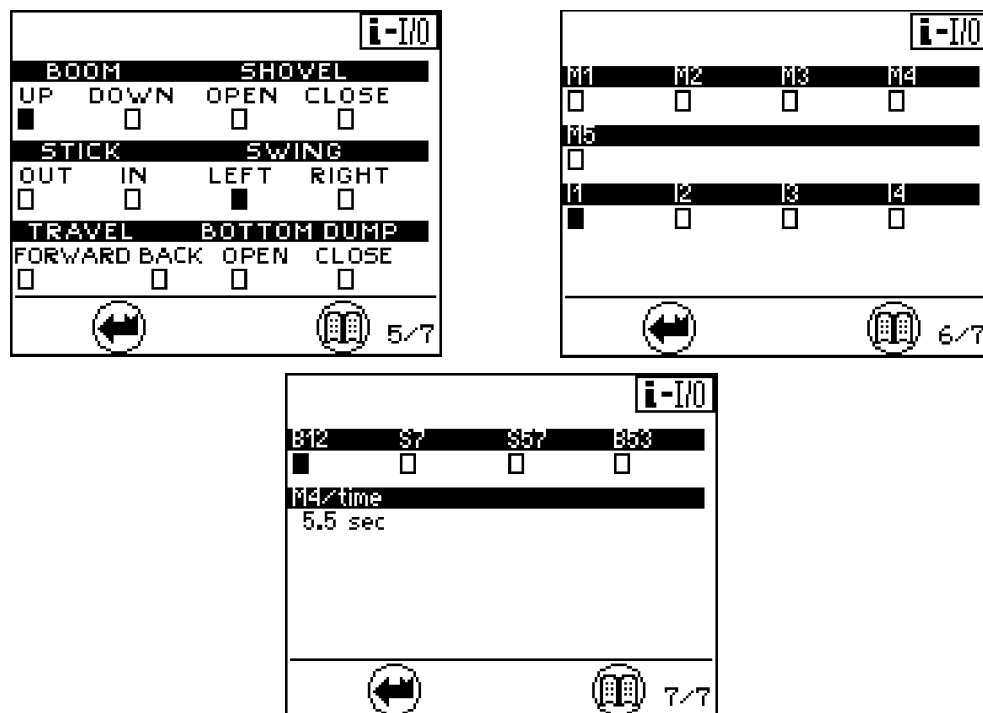 i-I/O
BOOM SHOVEL
UP DOWN OPEN CLOSE
STICK SWING
OUT IN LEFT RIGHT
TRAVEL BOTTOM DUMP
FORWARD BACK OPEN CLOSE
5/7
i-I/O
M1 M2 M3 M4
M5
I1 I2 I3 I4
6/7
i-I/O
B12 S7 S57 B53
M4/time
5.5 sec
7/7